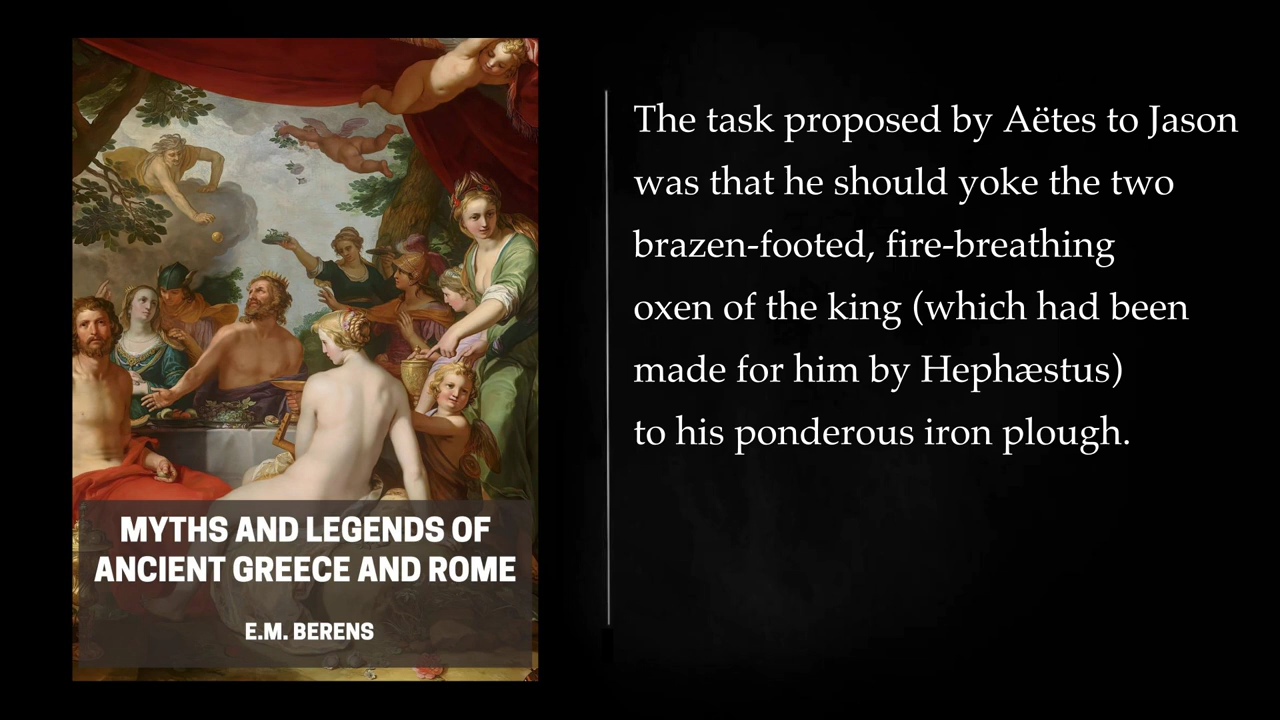 MYTHS AND LEGENDS OF
ANCIENT GREECE AND ROME
E.M. BERENS
The task proposed by Aëtes to Jason
was that he should yoke the two
brazen-footed, fire-breathing
oxen of the king (which had been
made for him by Hephæstus)
to his ponderous iron plough.